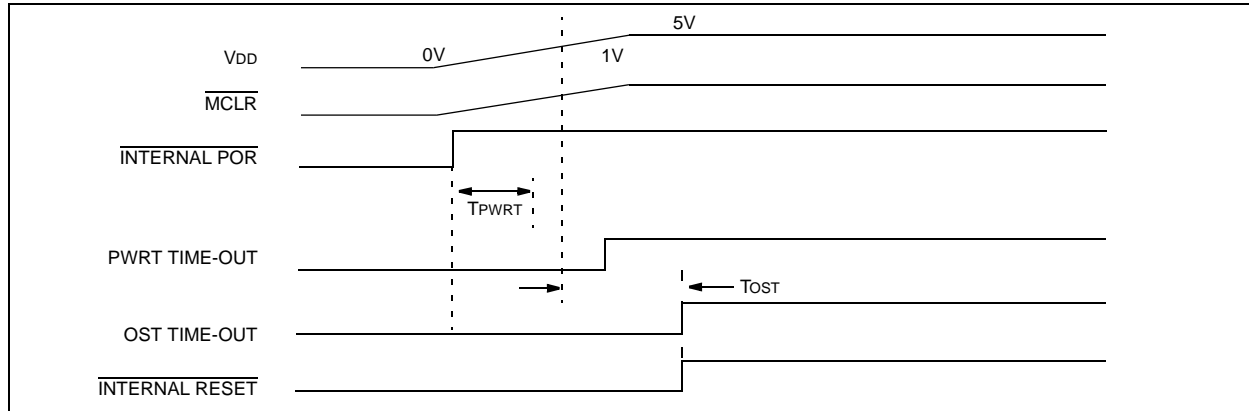 5V
VDD 0V 1V
MCLR
INTERNAL POR
TPWRT
PWRT TIME-OUT
TOST
OST TIME-OUT
INTERNAL RESET